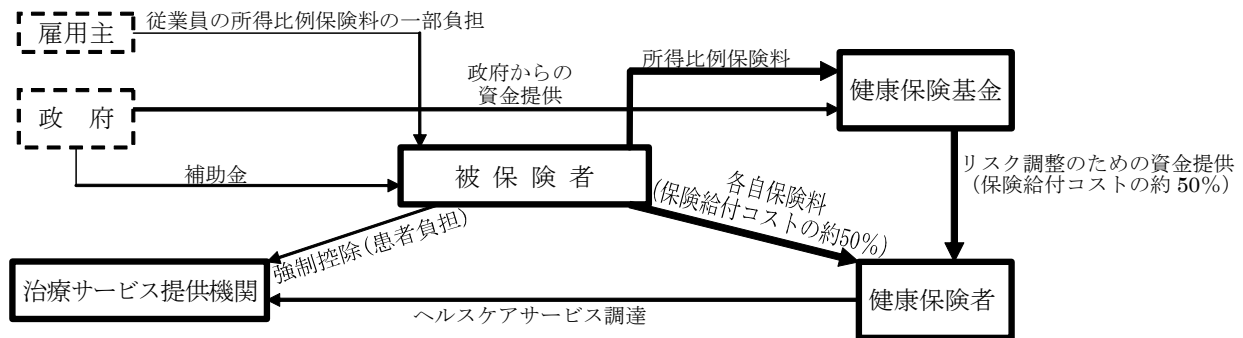 従業員の所得比例保険料の一部負担
雇用主
所得比例保険料
政府からの
資金提供
健康保険基金
政 府
リスク調整のための資金提供
(保険給付コストの約 50%)
補助金
被 保 険 者
各自保険料
(保険給付コストの約50%)
強制控除(患者負担)
治療サービス提供機関
健康保険者
ヘルスケアサービス調達